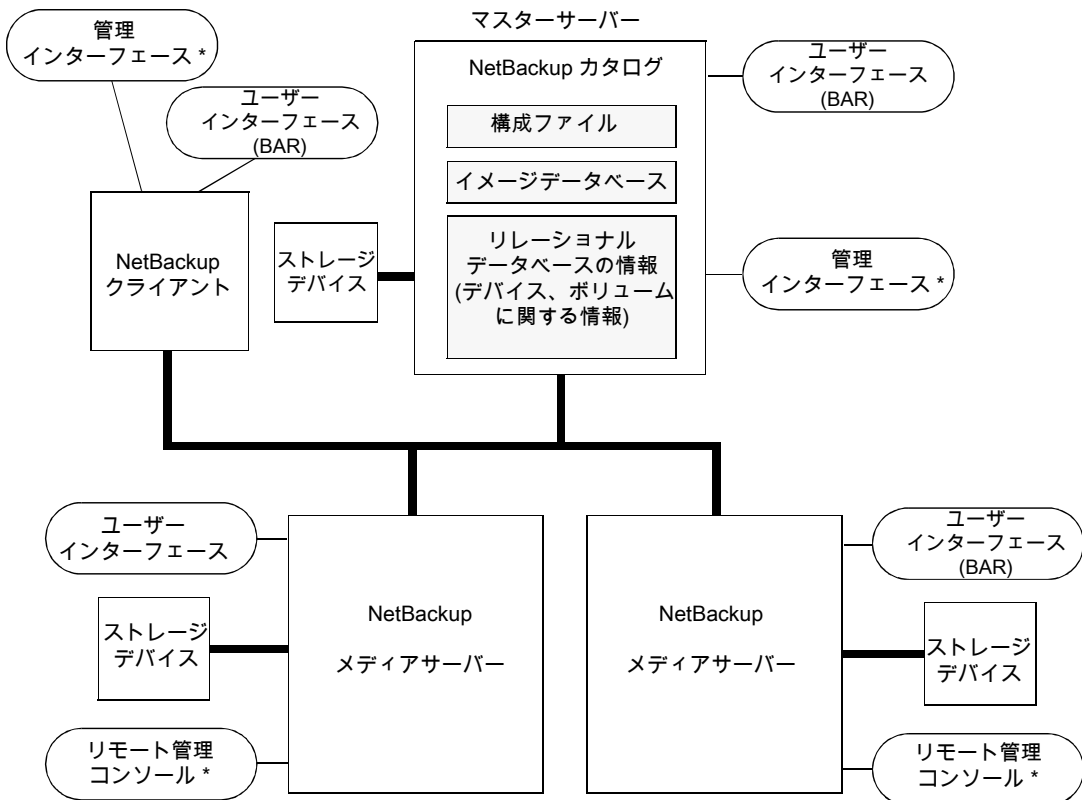 管理
インターフェース *
ユーザー
インターフェース
(BAR)
マスターサーバー
NetBackup カタログ
構成ファイル
イメージデータベース
リレーショナル
データベースの情報
(デバイス、ボリューム
に関する情報)
ユーザー
インターフェース
(BAR)
管理
インターフェース *
NetBackup
クライアント
ストレージ
デバイス
ユーザー
インターフェース
ストレージ
デバイス
リモート管理
コンソール *
NetBackup
メディアサーバー
NetBackup
メディアサーバー
ユーザー
インターフェース
(BAR)
ストレージ
デバイス
リモート管理
コンソール *